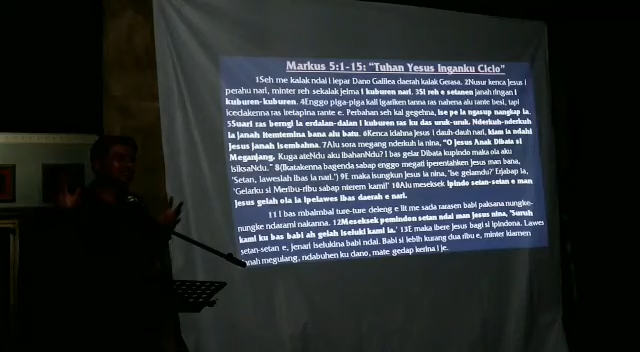 Markus 5:1-15: “Tuhan Yesus Inganku Cicio”
1Seh me kalak ndai i lepar Dano Galilea daerah kalak Gerasa. 2Nusur kenca Jesus i
perahu nari, minter reh sekalak jelma i kuburen nari. 3Si reh e setanen janah ringan i
kuburen-kuburen. 4Enggo piga-piga kali igariken tanna ras nahena alu rante besi, tapi
icedakenna ras iretapina rante e. Perbahan seh kal gegehna, ise pe la ngasup nangkap ia.
5Suari ras berngi ia erdalan-dalan i kuburen ras ku das uruk-uruk. Nderkuh-nderkuh
ia janah itemtemina bana alu batu. 6Kenca idahna Jesus i dauh-dauh nari, kiam ia ndahi
Jesus janah isembahna. 7Alu sora megang nderkuh ia nina, “O Jesus Anak Dibata si
Meganjang. Kuga ateNdu aku ibahanNdu? I bas gelar Dibata kupindo maka ola aku
isiksaNdu.” 8(Ikatakenna bagenda sabap enggo megati iperentahken Jesus man bana,
‘Setan, laweslah ibas ia nari.’) 9E maka isungkun Jesus ia nina, ‘Ise gelamdu?’ Erjabap ia,
‘Gelarku si Meribu-ribu sabap nterem kami!’ 10Alu meseksek ipindo setan-setan e man
Jesus gelah ola ia ipelawes ibas daerah e nari.
11I bas mbalmbal ture-ture deleng e lit me sada rarasen babi paksana nungke-
nungke ndarami nakanna. 12Meseksek pemindon setan ndai man Jesus nina, ‘Suruh
kami ku bas babi ah gelah iseluki kami ia.’ 13E maka ibere Jesus bagi si ipindona. Lawes
setan-setan e, jenari iselukina babi ndai. Babi si lebih kurang dua ribu e, minter kiamen
janah megulang, ndabuhen ku dano, mate gedap kerina i je.